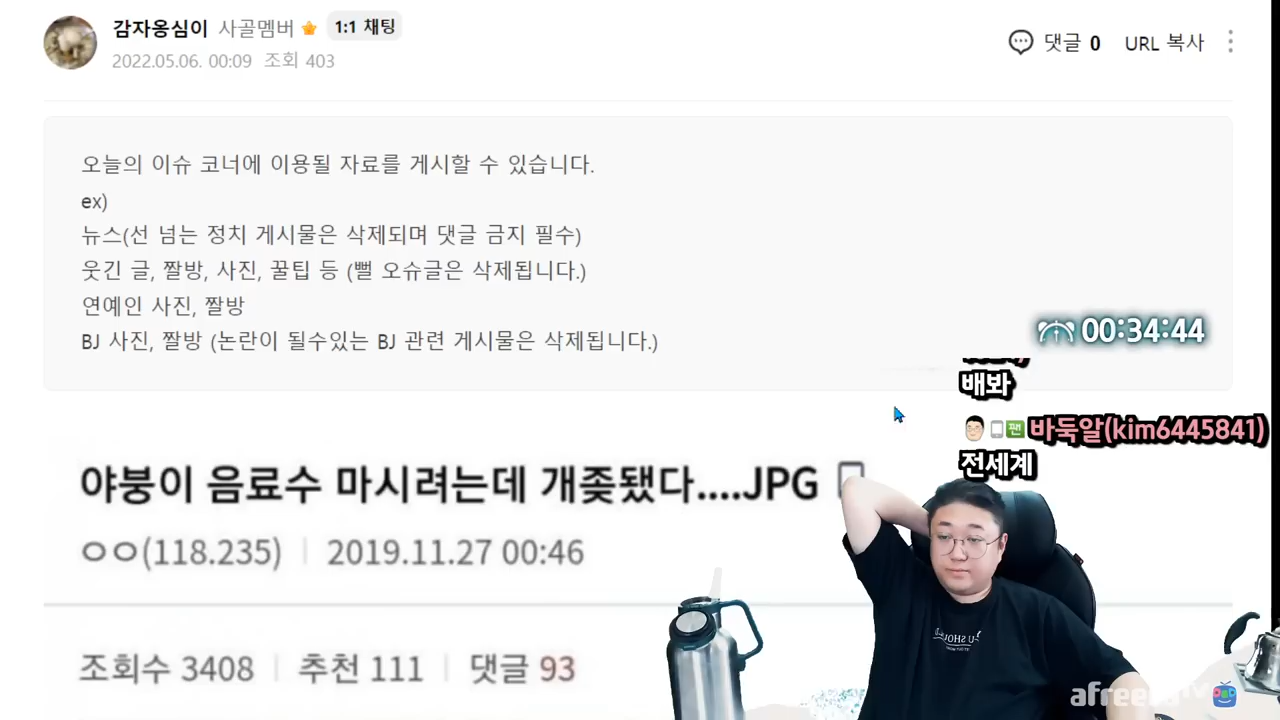 감자옹심이 사골멤버 1:1 채팅
2022.05.06. 00:09 조회 403
댓글 0 URL 복사
오늘의 이슈 코너에 이용될 자료를 게시할 수 있습니다.
ex)
뉴스(선 넘는 정치 게시물은 삭제되며 댓글 금지 필수)
웃긴 글, 짤방, 사진, 꿀팁 등 (뻘 오슈글은 삭제됩니다.)
연예인 사진, 짤방
BJ 사진, 짤방 (논란이 될수있는 BJ 관련 게시물은 삭제됩니다.)
00:34:44
배봐
팬 바둑알(kim6445841)
전세계
야붕이 음료수 마시려는데 개좆됐다....JPG
ㅇㅇ(118.235) 2019.11.27 00:46
조회수 3408 추천 111 댓글 93